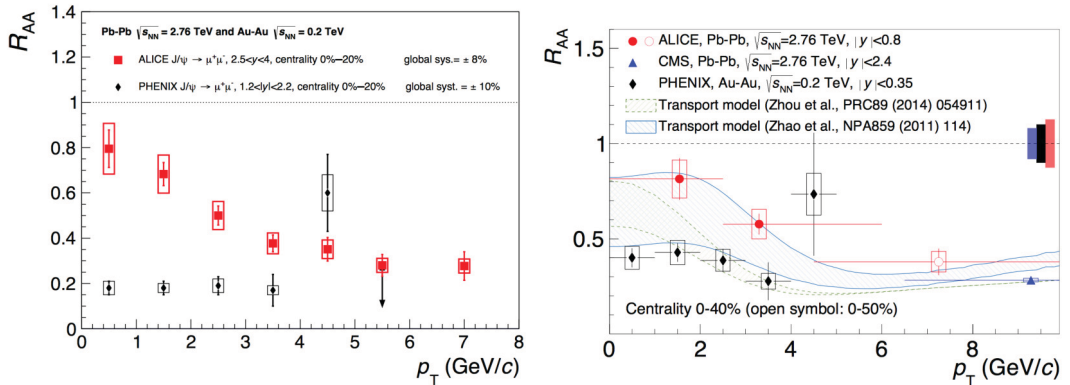 R_AA
1.4
1.2
1
0.8
0.6
0.4
0.2
0
Pb-Pb √s_NN = 2.76 TeV and Au-Au √s_NN = 0.2 TeV
ALICE J/ψ → μ⁺μ⁻, 2.5<y<4, centrality 0%–20% global sys.= ± 8%
PHENIX J/ψ → μ⁺μ⁻, 1.2<|y|<2.2, centrality 0%–20% global syst. = ± 10%
0 1 2 3 4 5 6 7 8
p_T (GeV/c)
R_AA
1.5
1
0.5
ALICE, Pb-Pb, √s_NN=2.76 TeV, |y|<0.8
CMS, Pb-Pb, √s_NN=2.76 TeV, |y|<2.4
PHENIX, Au-Au, √s_NN=0.2 TeV, |y|<0.35
Transport model (Zhou et al., PRC89 (2014) 054911)
Transport model (Zhao et al., NPA859 (2011) 114)
Centrality 0-40% (open symbol: 0-50%)
0 2 4 6 8
p_T (GeV/c)